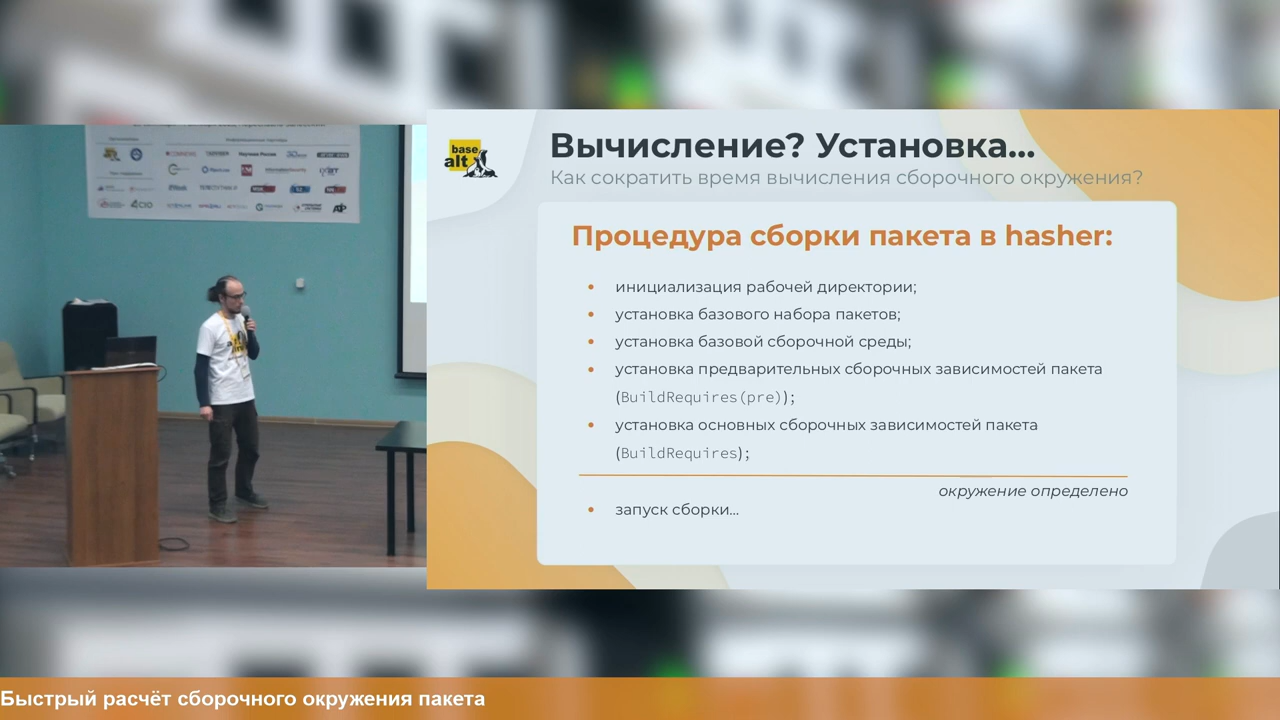 base
alt
Вычисление? Установка...
Как сократить время вычисления сборочного окружения?
Процедура сборки пакета в hasher:
• инициализация рабочей директории;
• установка базового набора пакетов;
• установка базовой сборочной среды;
• установка предварительных сборочных зависимостей пакета
(BuildRequires(pre));
• установка основных сборочных зависимостей пакета
(BuildRequires);
окружение определено
• запуск сборки...
Быстрый расчёт сборочного окружения пакета